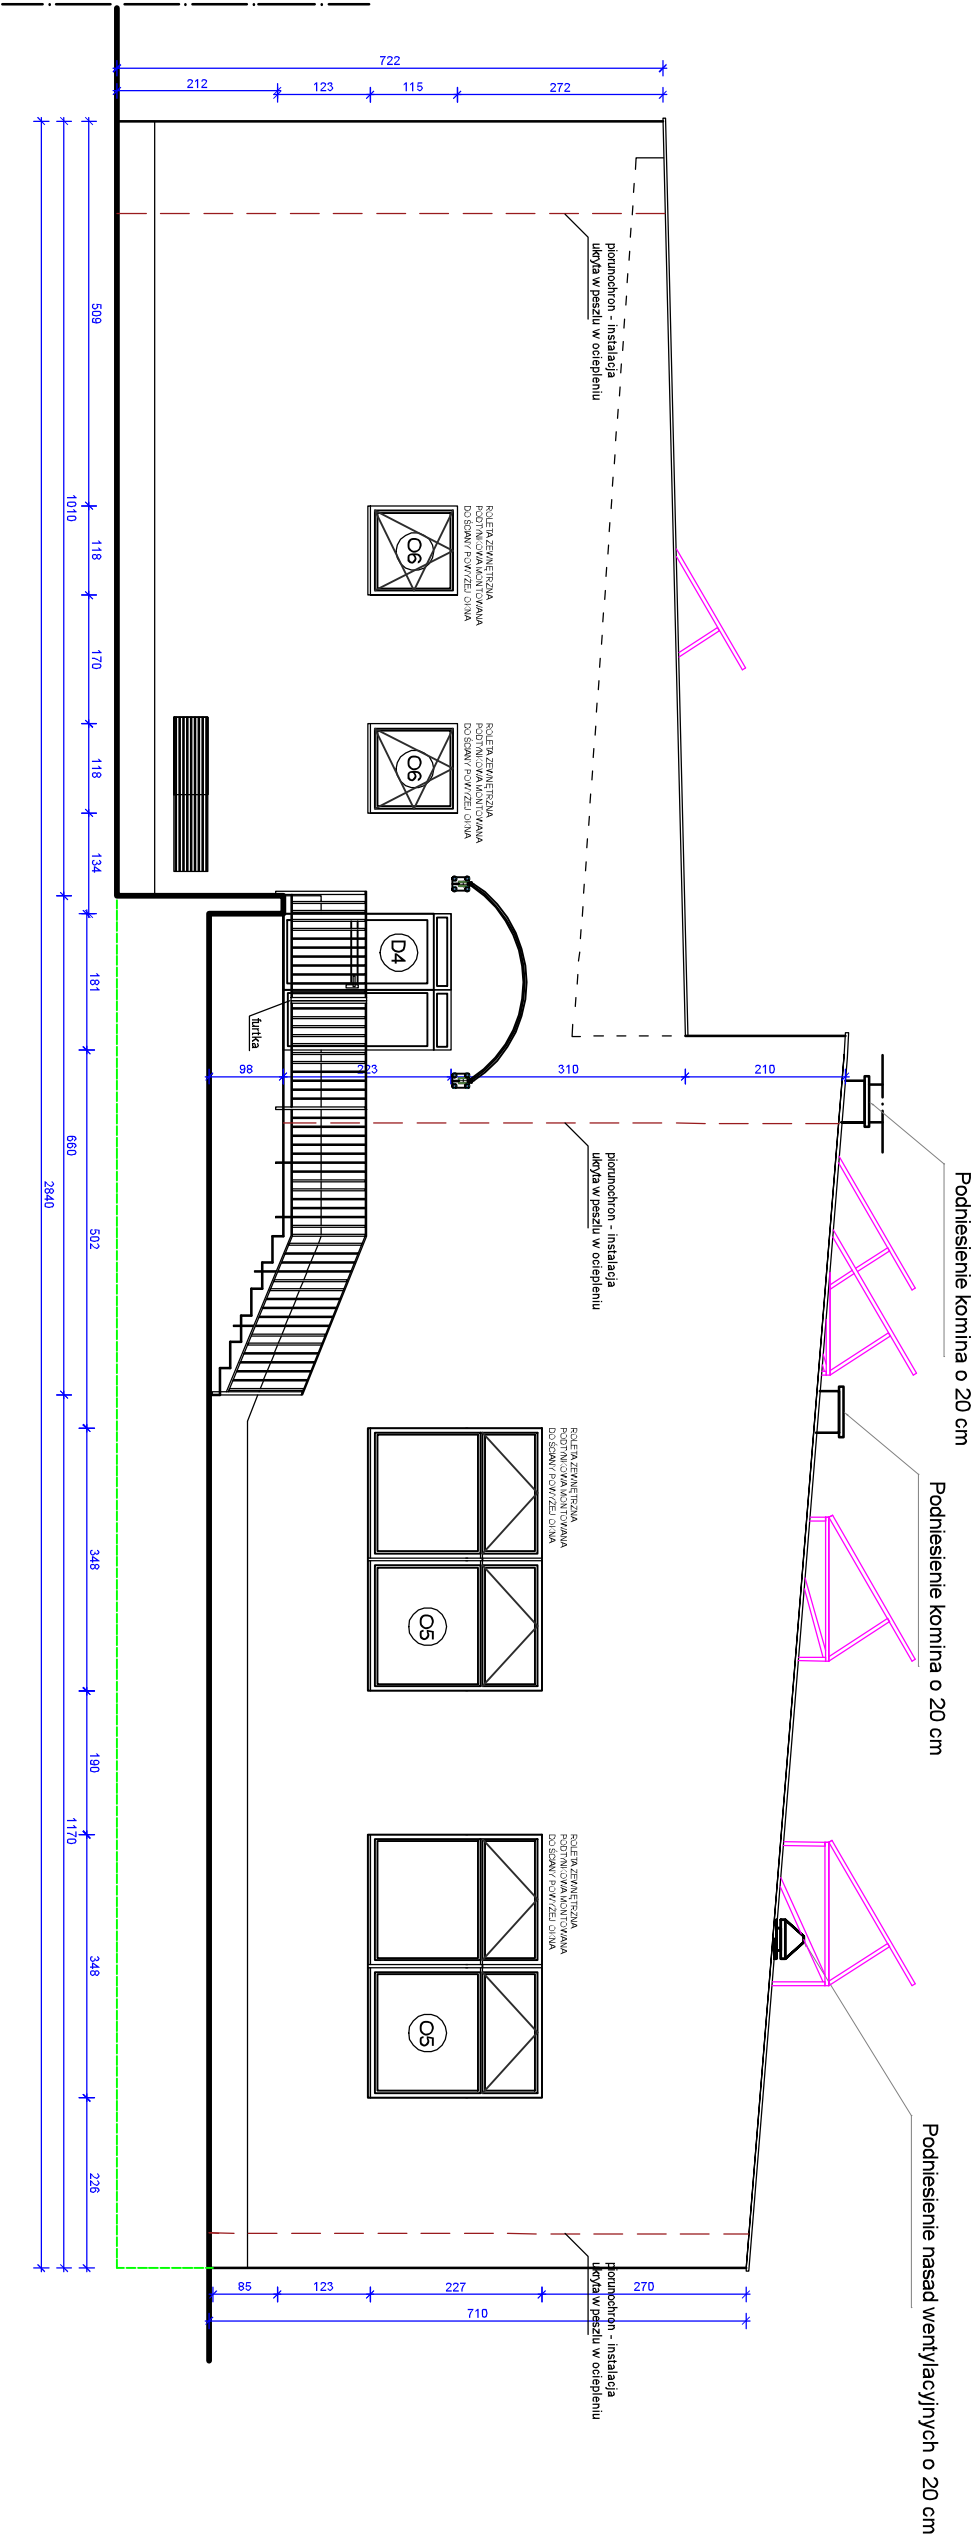 722
212
123
115
272
509
118
170
118
134
181
502
348
190
348
226
1010
660
1170
2840
98
223
310
210
85
123
227
270
710
piorunochron - instalacja
ukryta w peszlu w ociepleniu
ROLETA ZEWNĘTRZNA
PODTYNKOWA MONTOWANA
DO ŚCIANY POWYŻEJ OKNA
O6
ROLETA ZEWNĘTRZNA
PODTYNKOWA MONTOWANA
DO ŚCIANY POWYŻEJ OKNA
O6
D4
furtka
piorunochron - instalacja
ukryta w peszlu w ociepleniu
ROLETA ZEWNĘTRZNA
PODTYNKOWA MONTOWANA
DO ŚCIANY POWYŻEJ OKNA
O5
ROLETA ZEWNĘTRZNA
PODTYNKOWA MONTOWANA
DO ŚCIANY POWYŻEJ OKNA
O5
piorunochron - instalacja
ukryta w peszlu w ociepleniu
Podniesienie komina o 20 cm
Podniesienie komina o 20 cm
Podniesienie nasad wentylacyjnych o 20 cm